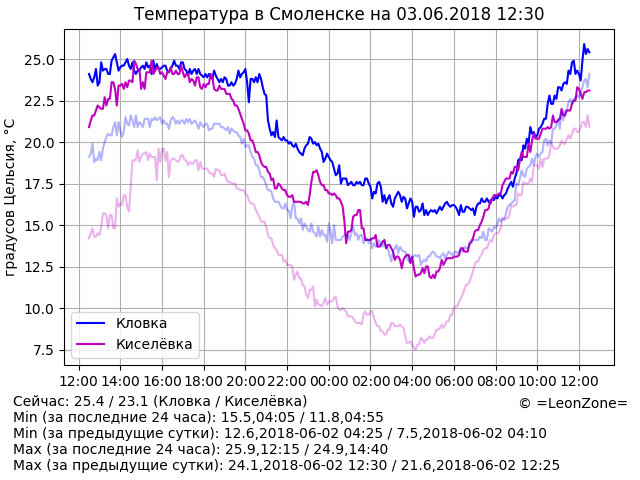 Температура в Смоленске на 03.06.2018 12:30
градусов Цельсия, °C
25.0
22.5
20.0
17.5
15.0
12.5
10.0
7.5
Кловка
Киселёвка
12:00 14:00 16:00 18:00 20:00 22:00 00:00 02:00 04:00 06:00 08:00 10:00 12:00
Сейчас: 25.4 / 23.1 (Кловка / Киселёвка)
© =LeonZone=
Min (за последние 24 часа): 15.5,04:05 / 11.8,04:55
Min (за предыдущие сутки): 12.6,2018-06-02 04:25 / 7.5,2018-06-02 04:10
Max (за последние 24 часа): 25.9,12:15 / 24.9,14:40
Max (за предыдущие сутки): 24.1,2018-06-02 12:30 / 21.6,2018-06-02 12:25